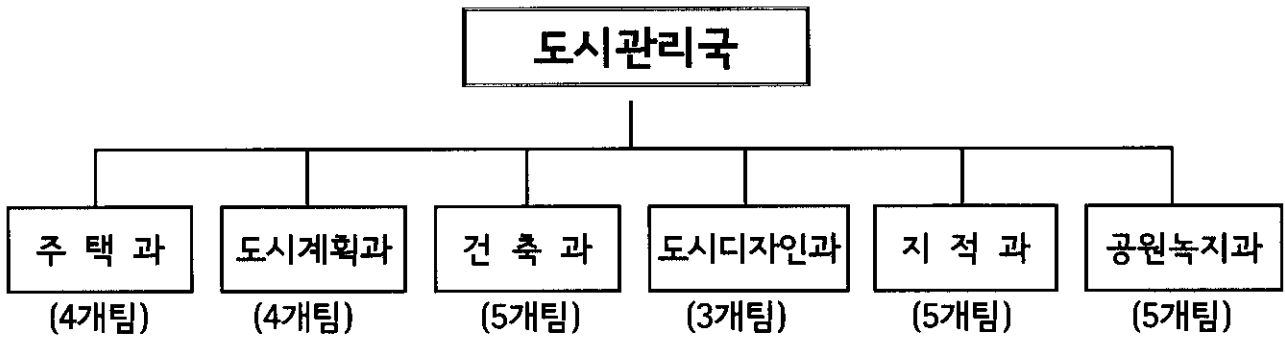 도시관리국
주 택 과 도시계획과 건 축 과 도시디자인과 지 적 과 공원녹지과
(4개팀) (4개팀) (5개팀) (3개팀) (5개팀) (5개팀)